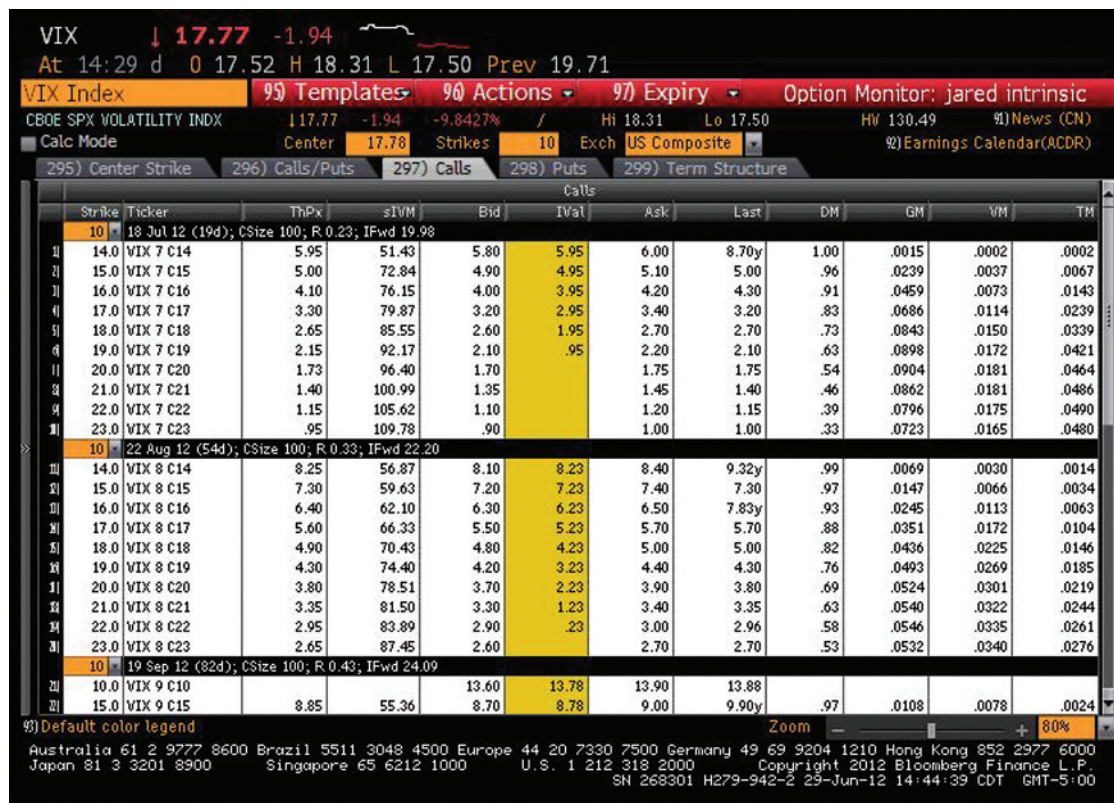 VIX ↓ 17.77 -1.94
At 14:29 d O 17.52 H 18.31 L 17.50 Prev 19.71
VIX Index 95) Templates 96) Actions 97) Expiry Option Monitor: jared intrinsic
CBOE SPX VOLATILITY INDX ↓17.77 -1.94 -9.8427% / Hi 18.31 Lo 17.50 HV 130.49 91) News (CN)
Calc Mode Center 17.78 Strikes 10 Exch US Composite 92) Earnings Calendar(ACDR)
295) Center Strike 296) Calls/Puts 297) Calls 298) Puts 299) Term Structure
Calls
Strike Ticker ThPx sIVM Bid IVal Ask Last DM GM VM TM
10 18 Jul 12 (19d); CSize 100; R 0.23; IFwd 19.98
1) 14.0 VIX 7 C14 5.95 51.43 5.80 5.95 6.00 8.70y 1.00 .0015 .0002 .0002
2) 15.0 VIX 7 C15 5.00 72.84 4.90 4.95 5.10 5.00 .96 .0239 .0037 .0067
3) 16.0 VIX 7 C16 4.10 76.15 4.00 3.95 4.20 4.30 .91 .0459 .0073 .0143
4) 17.0 VIX 7 C17 3.30 79.87 3.20 2.95 3.40 3.20 .83 .0686 .0114 .0239
5) 18.0 VIX 7 C18 2.65 85.55 2.60 1.95 2.70 2.70 .73 .0843 .0150 .0339
6) 19.0 VIX 7 C19 2.15 92.17 2.10 .95 2.20 2.10 .63 .0898 .0172 .0421
20.0 VIX 7 C20 1.73 96.40 1.70 1.75 1.75 .54 .0904 .0181 .0464
21.0 VIX 7 C21 1.40 100.99 1.35 1.45 1.40 .46 .0862 .0181 .0486
22.0 VIX 7 C22 1.15 105.62 1.10 1.20 1.15 .39 .0796 .0175 .0490
23.0 VIX 7 C23 .95 109.78 .90 1.00 1.00 .33 .0723 .0165 .0480
10 22 Aug 12 (54d); CSize 100; R 0.33; IFwd 22.20
14.0 VIX 8 C14 8.25 56.87 8.10 8.23 8.40 9.32y .99 .0069 .0030 .0014
15.0 VIX 8 C15 7.30 59.63 7.20 7.23 7.40 7.30 .97 .0147 .0066 .0034
16.0 VIX 8 C16 6.40 62.10 6.30 6.23 6.50 7.83y .93 .0245 .0113 .0063
17.0 VIX 8 C17 5.60 66.33 5.50 5.23 5.70 5.70 .88 .0351 .0172 .0104
18.0 VIX 8 C18 4.90 70.43 4.80 4.23 5.00 5.00 .82 .0436 .0225 .0146
19.0 VIX 8 C19 4.30 74.40 4.20 3.23 4.40 4.30 .76 .0493 .0269 .0185
20.0 VIX 8 C20 3.80 78.51 3.70 2.23 3.90 3.80 .69 .0524 .0301 .0219
21.0 VIX 8 C21 3.35 81.50 3.30 1.23 3.40 3.35 .63 .0540 .0322 .0244
22.0 VIX 8 C22 2.95 83.89 2.90 .23 3.00 2.96 .58 .0546 .0335 .0261
23.0 VIX 8 C23 2.65 87.45 2.60 2.70 2.70 .53 .0532 .0340 .0276
10 19 Sep 12 (82d); CSize 100; R 0.43; IFwd 24.09
10.0 VIX 9 C10 13.60 13.78 13.90 13.88
15.0 VIX 9 C15 8.85 55.36 8.70 8.78 9.00 9.90y .97 .0108 .0078 .0024
93) Default color legend Zoom - + 80%
Australia 61 2 9777 8600 Brazil 5511 3048 4500 Europe 44 20 7330 7500 Germany 49 69 9204 1210 Hong Kong 852 2977 6000
Japan 81 3 3201 8900 Singapore 65 6212 1000 U.S. 1 212 318 2000 Copyright 2012 Bloomberg Finance L.P.
SN 268301 H279-942-2 29-Jun-12 14:44:39 CDT GMT-5:00